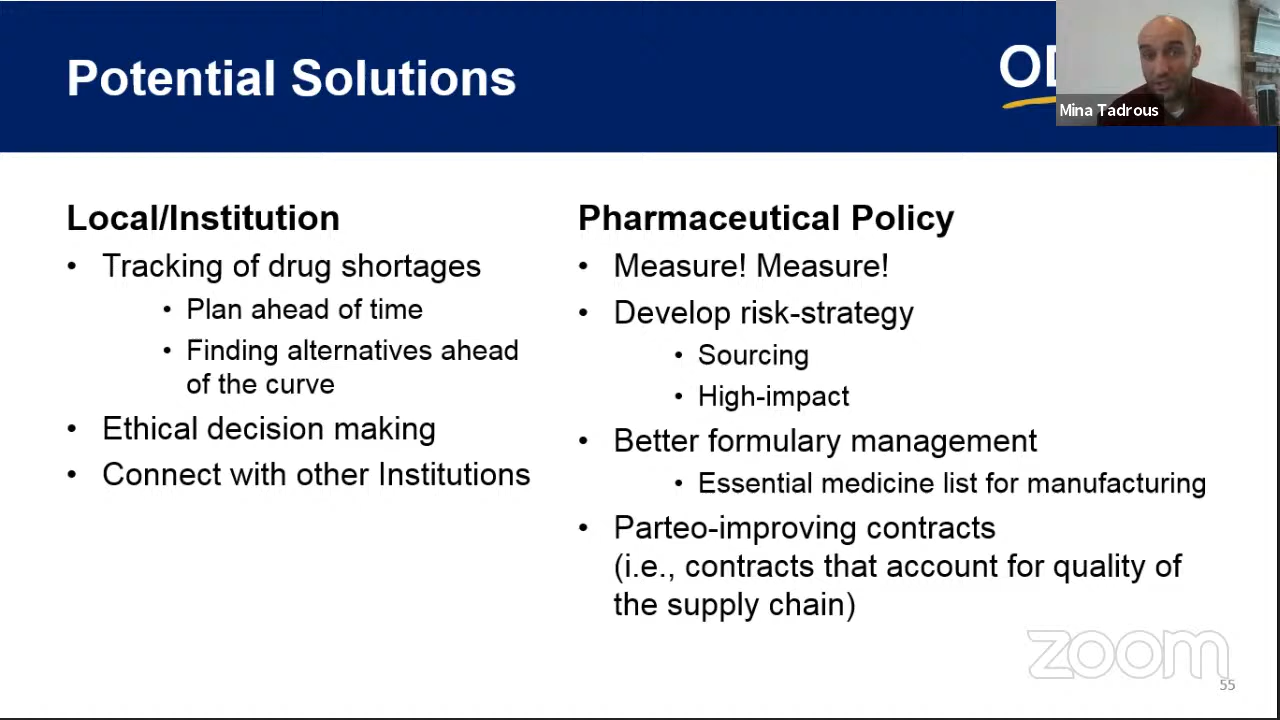 Potential Solutions
Mina Tadrous
Local/Institution
• Tracking of drug shortages
• Plan ahead of time
• Finding alternatives ahead
of the curve
• Ethical decision making
• Connect with other Institutions
Pharmaceutical Policy
• Measure! Measure!
• Develop risk-strategy
• Sourcing
• High-impact
• Better formulary management
• Essential medicine list for manufacturing
• Parteo-improving contracts
(i.e., contracts that account for quality of
the supply chain)
zoom
55